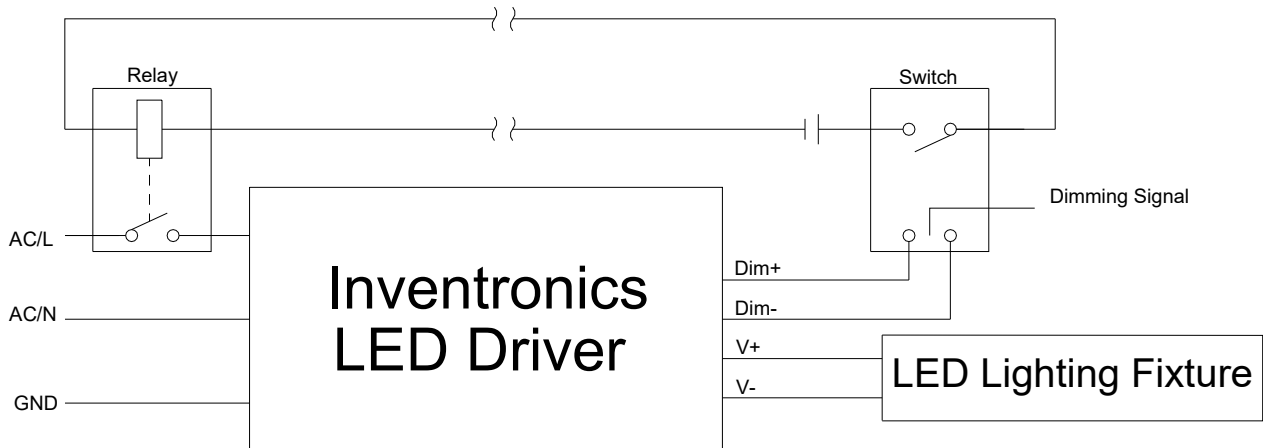 Relay
Switch
Dimming Signal
AC/L
Dim+
Inventronics
LED Driver
AC/N
Dim-
V+
LED Lighting Fixture
V-
GND